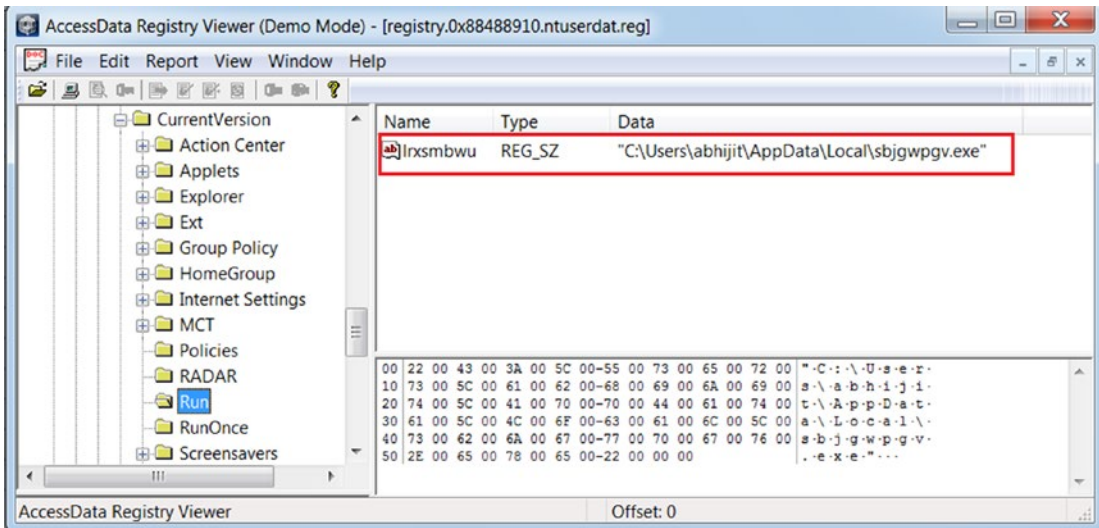 AccessData Registry Viewer (Demo Mode) - [registry.0x88488910.ntuserdat.reg]
File Edit Report View Window Help
CurrentVersion
Action Center
Applets
Explorer
Ext
Group Policy
HomeGroup
Internet Settings
MCT
Policies
RADAR
Run
RunOnce
Screensavers
Name Type Data
lrxsmbwu REG_SZ "C:\Users\abhijit\AppData\Local\sbjgwpgv.exe"
00 22 00 43 00 3A 00 5C 00-55 00 73 00 65 00 72 00 "·C·:·\·U·s·e·r·
10 73 00 5C 00 61 00 62 00-68 00 69 00 6A 00 69 00 s·\·a·b·h·i·j·i·
20 74 00 5C 00 41 00 70 00-70 00 44 00 61 00 74 00 t·\·A·p·p·D·a·t·
30 61 00 5C 00 4C 00 6F 00-63 00 61 00 6C 00 5C 00 a·\·L·o·c·a·l·\·
40 73 00 62 00 6A 00 67 00-77 00 70 00 67 00 76 00 s·b·j·g·w·p·g·v·
50 2E 00 65 00 78 00 65 00-22 00 00 00 .·e·x·e·"···
AccessData Registry Viewer Offset: 0